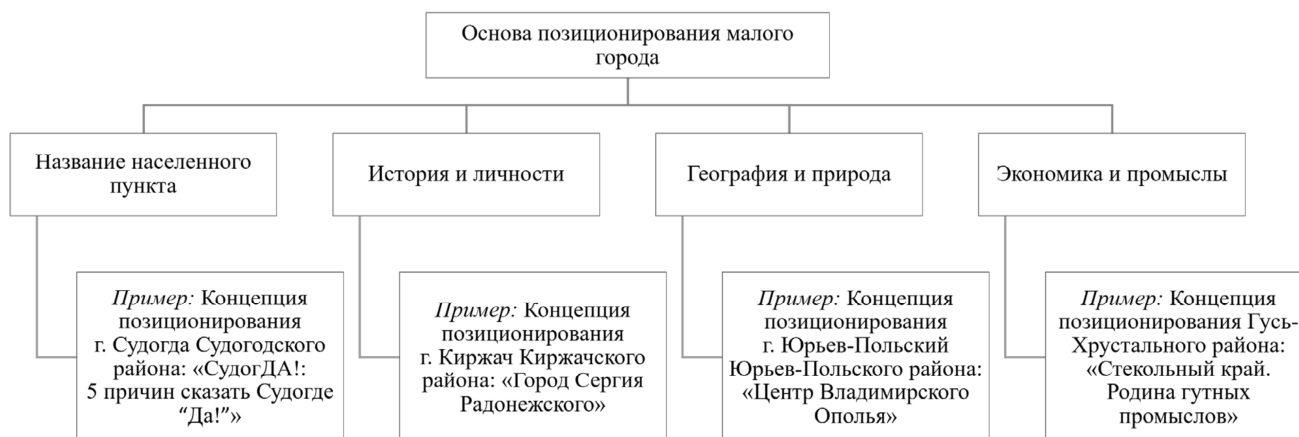 Основа позиционирования малого
города
Название населенного
пункта
История и личности
География и природа
Экономика и промыслы
Пример: Концепция
позиционирования
г. Судогда Судогодского
района: «СудогДА!:
5 причин сказать Судогде
“Да!”»
Пример: Концепция
позиционирования
г. Киржач Киржачского
района: «Город Сергия
Радонежского»
Пример: Концепция
позиционирования
г. Юрьев-Польский
Юрьев-Польского района:
«Центр Владимирского
Ополья»
Пример: Концепция
позиционирования Гусь-
Хрустального района:
«Стекольный край.
Родина гутных
промыслов»